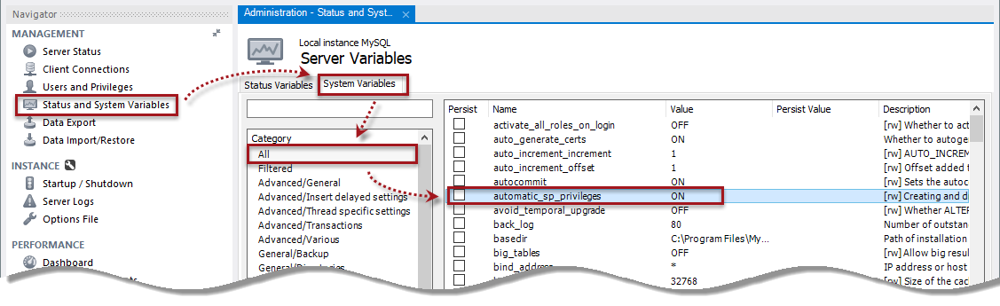 Navigator
MANAGEMENT
Server Status
Client Connections
Users and Privileges
Status and System Variables
Data Export
Data Import/Restore
INSTANCE
Startup / Shutdown
Server Logs
Options File
PERFORMANCE
Dashboard
Administration - Status and Syst... ×
Local instance MySQL
Server Variables
Status Variables System Variables
Category
All
Filtered
Advanced/General
Advanced/Insert delayed settings
Advanced/Thread specific settings
Advanced/Transactions
Advanced/Various
General/Backup
General/Directories
Persist Name Value Persist Value Description
activate_all_roles_on_login OFF [rw] Whether to act
auto_generate_certs ON Whether to autoge
auto_increment_increment 1 [rw] AUTO_INCREM
auto_increment_offset 1 [rw] Offset added t
autocommit ON [rw] Sets the autoc
automatic_sp_privileges ON [rw] Creating and d
avoid_temporal_upgrade OFF [rw] Whether ALTER
back_log 80 Number of outstan
basedir C:\Program Files\My... Path of installation
big_tables OFF [rw] Allow big resul
bind_address * IP address or host
32768 [rw] Size of the cac